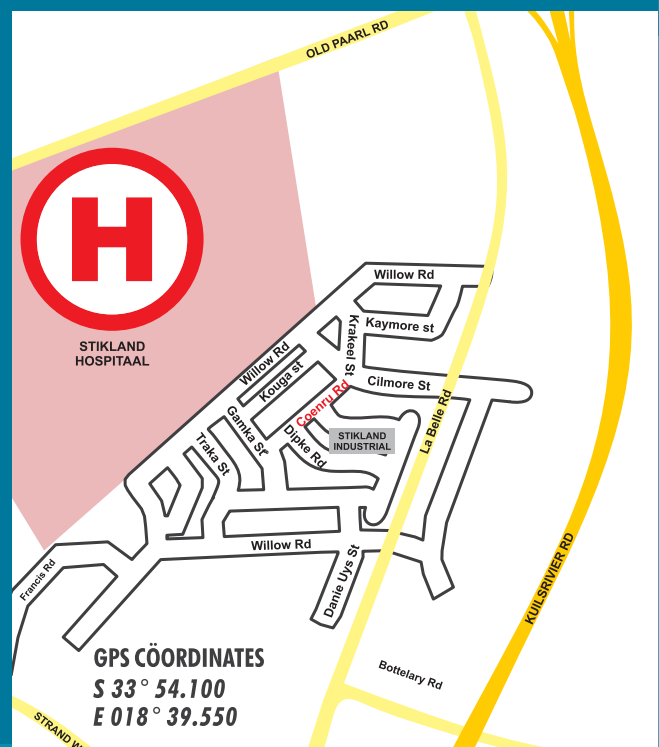 OLD PAARL RD
H
STIKLAND
HOSPITAAL
Willow Rd
Kaymore st
Krakeel St
Willow Rd
Kouga st
Cilmore St
Coenru Rd
La Belle Rd
Gamka St
Dipke Rd
STIKLAND
INDUSTRIAL
Traka St
Willow Rd
Francis Rd
Danie Uys St
KUILSRIVIER RD
GPS CÖORDINATES
S 33° 54.100
E 018° 39.550
Bottelary Rd
STRAND